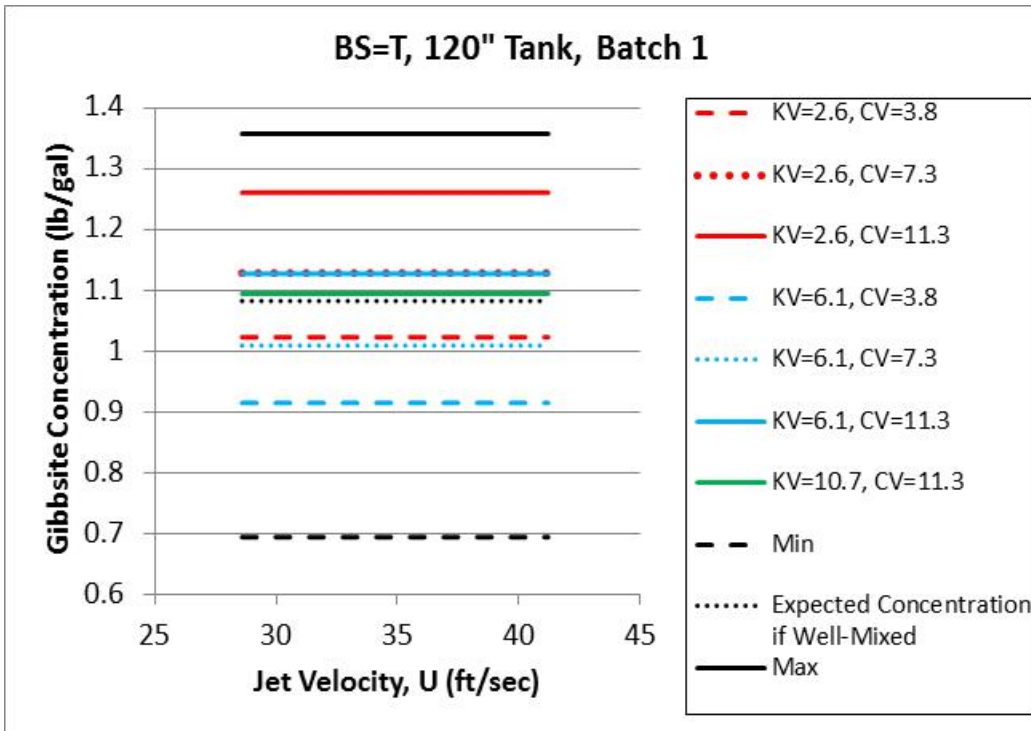 BS=T, 120" Tank, Batch 1
Gibbsite Concentration (lb/gal)
1.4
1.3
1.2
1.1
1
0.9
0.8
0.7
0.6
25
30
35
40
45
Jet Velocity, U (ft/sec)
KV=2.6, CV=3.8
KV=2.6, CV=7.3
KV=2.6, CV=11.3
KV=6.1, CV=3.8
KV=6.1, CV=7.3
KV=6.1, CV=11.3
KV=10.7, CV=11.3
Min
Expected Concentration
if Well-Mixed
Max